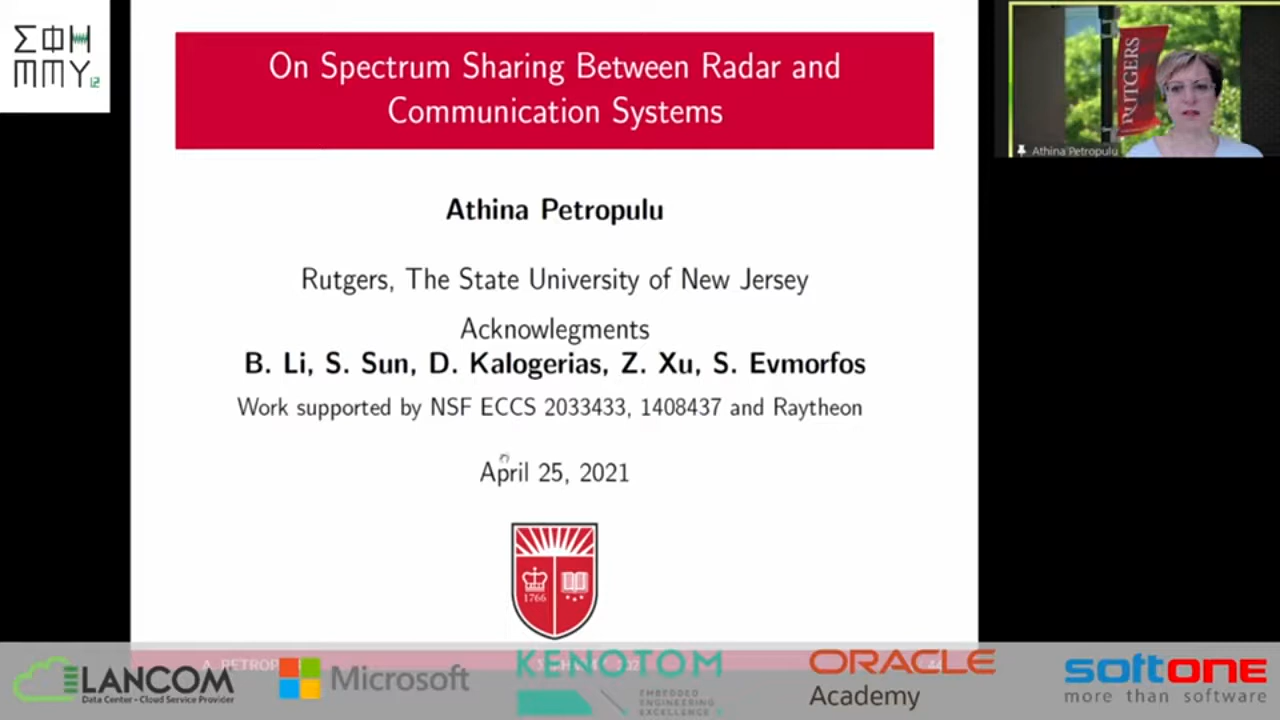 ΣΦΗ
ΜΜΥ12
On Spectrum Sharing Between Radar and
Communication Systems
Athina Petropulu
Rutgers, The State University of New Jersey
Acknowlegments
B. Li, S. Sun, D. Kalogerias, Z. Xu, S. Evmorfos
Work supported by NSF ECCS 2033433, 1408437 and Raytheon
April 25, 2021
1766
RUTGERS
Athina Petropulu
LANCOM
Data Center - Cloud Service Provider
Microsoft
KENOTOM
EMBEDDED
ENGINEERING
EXCELLENCE
ORACLE
Academy
softone
more than software